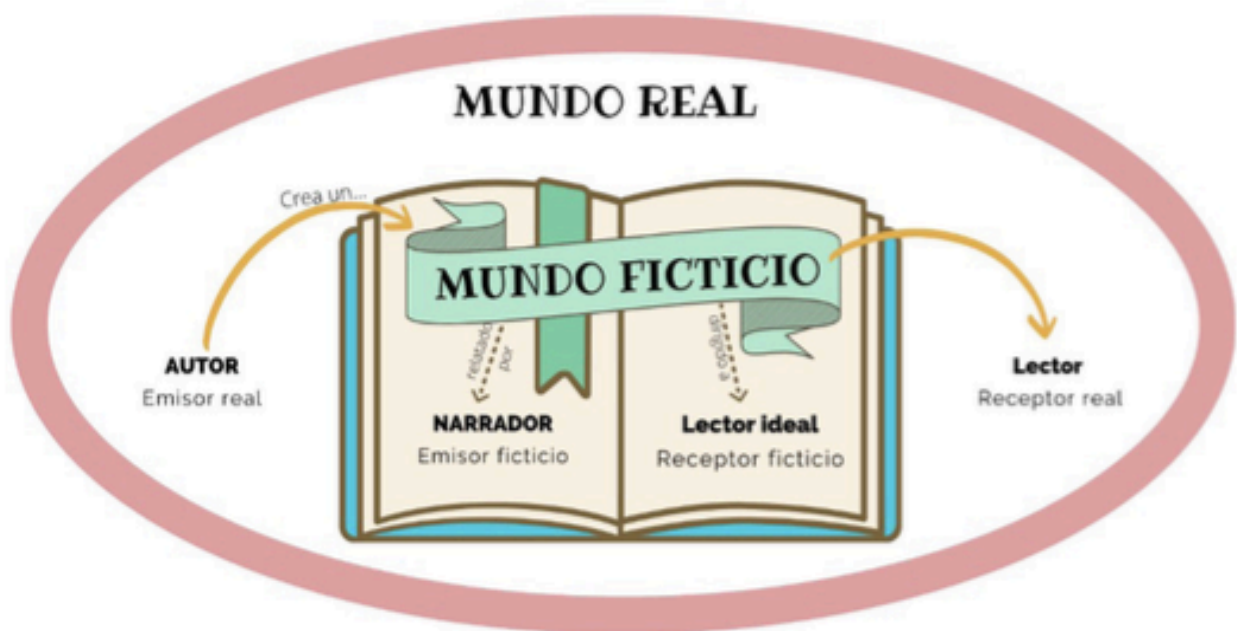 MUNDO REAL
Crea un...
MUNDO FICTICIO
relatado
por
dirigido a
AUTOR
Emisor real
Lector
Receptor real
NARRADOR
Emisor ficticio
Lector ideal
Receptor ficticio